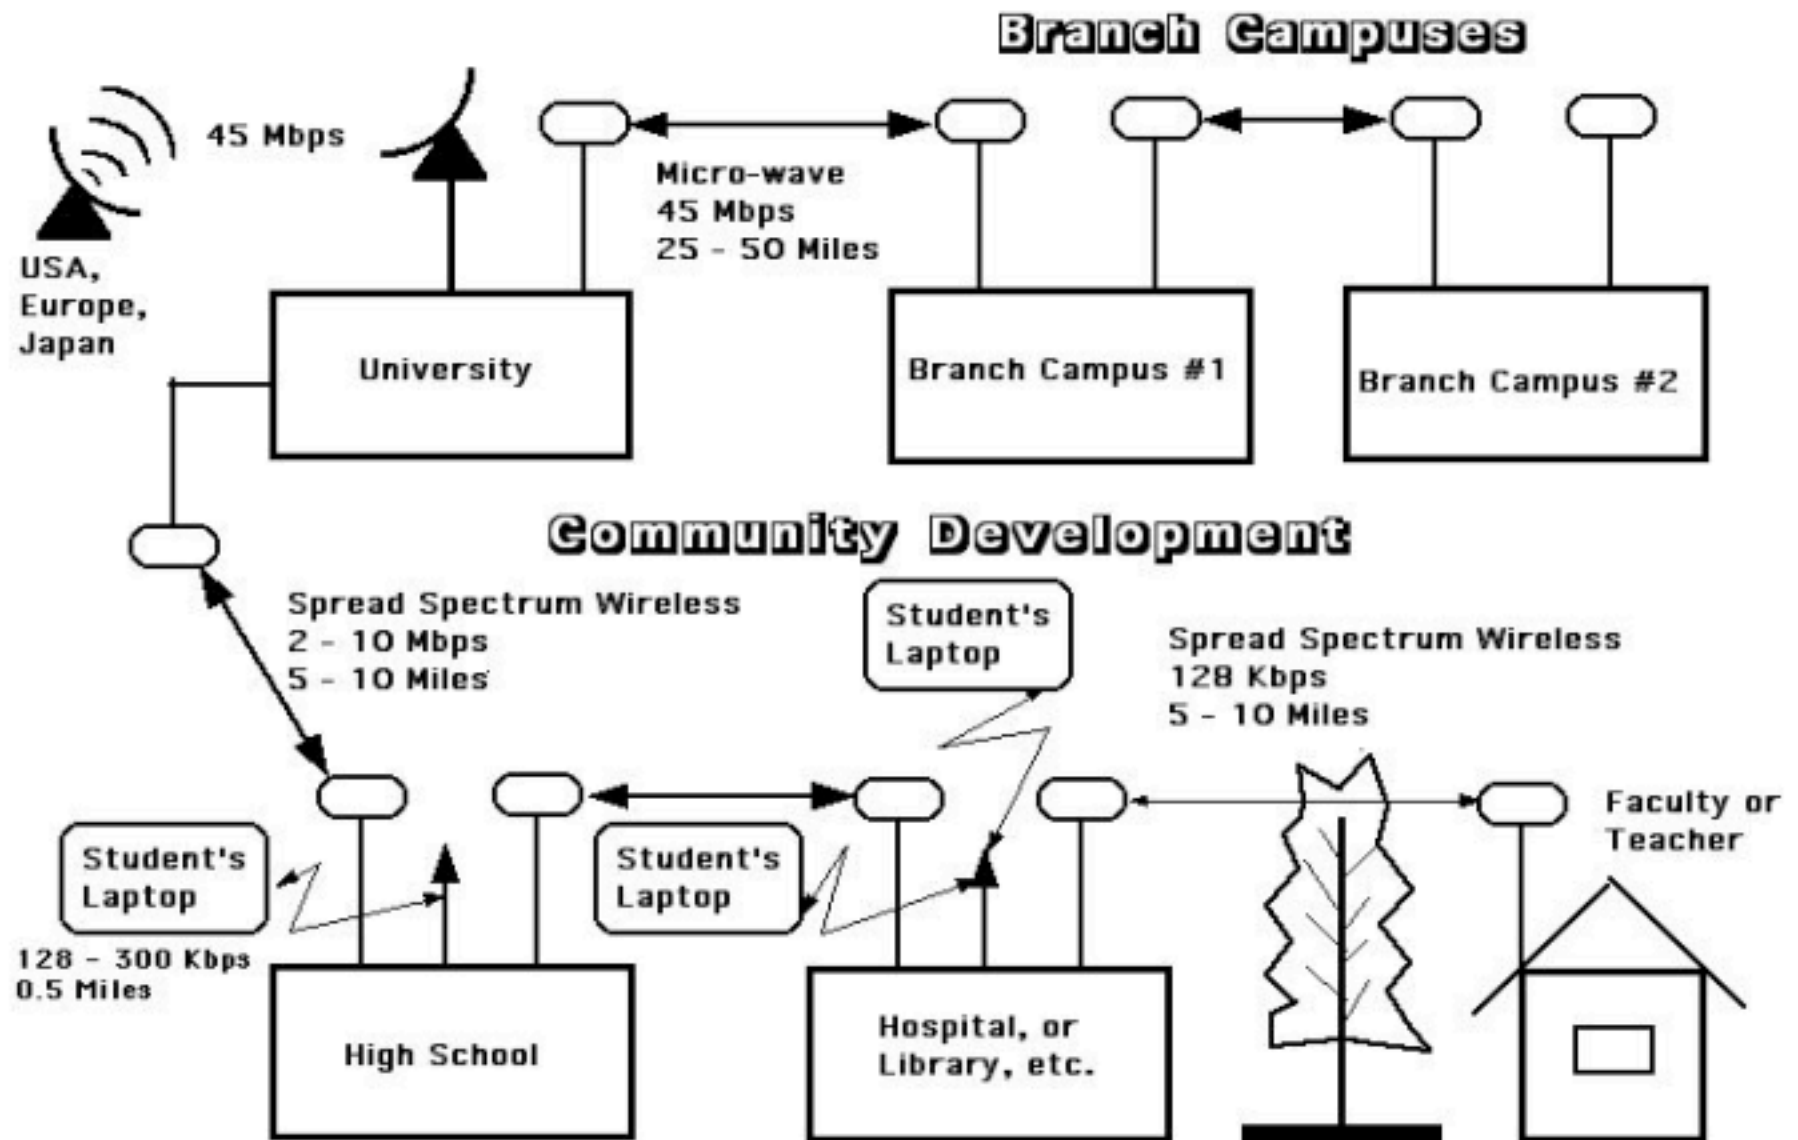 Branch Campuses
45 Mbps
Micro-wave
45 Mbps
25 - 50 Miles
USA,
Europe,
Japan
University
Branch Campus #1
Branch Campus #2
Community Development
Spread Spectrum Wireless
2 - 10 Mbps
5 - 10 Miles
Student's
Laptop
Spread Spectrum Wireless
128 Kbps
5 - 10 Miles
Student's
Laptop
128 - 300 Kbps
0.5 Miles
Student's
Laptop
Faculty or
Teacher
High School
Hospital, or
Library, etc.